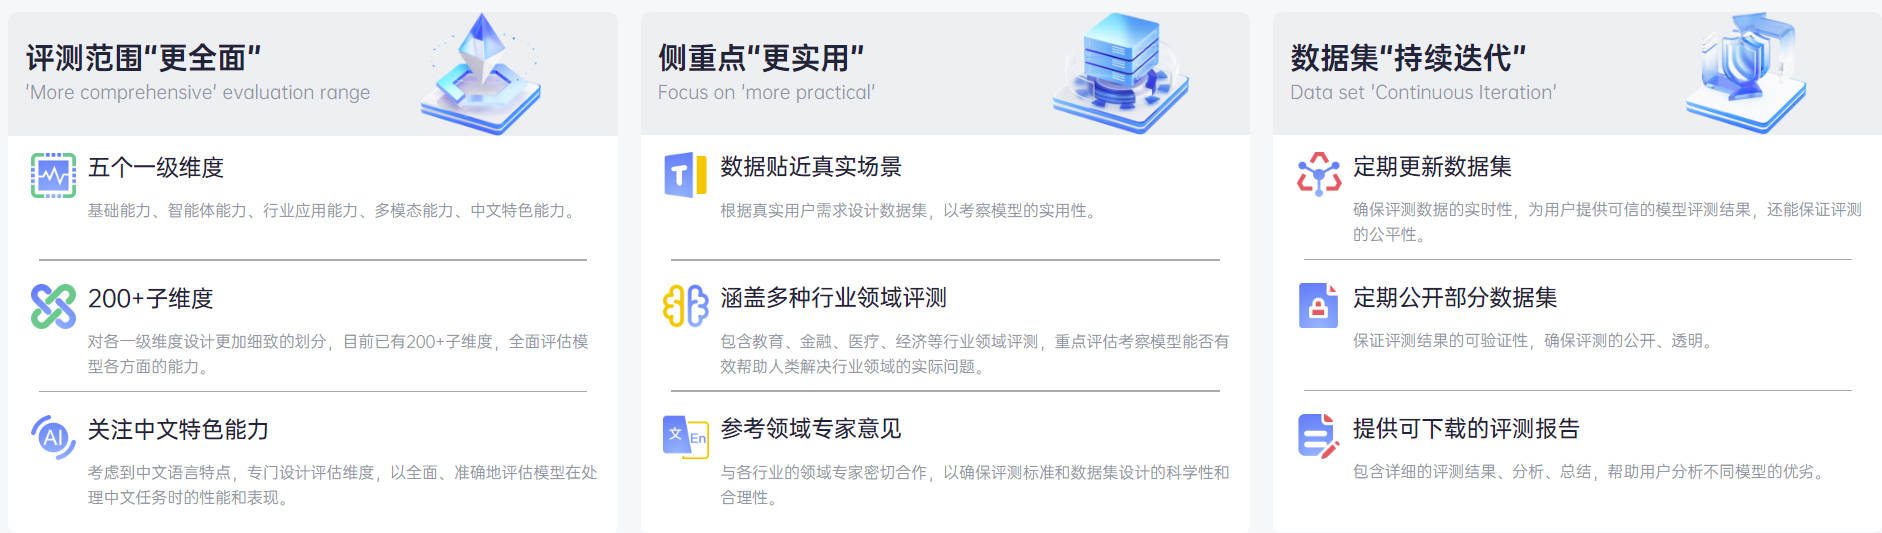 评测范围“更全面”
'More comprehensive' evaluation range
五个一级维度
基础能力、智能体能力、行业应用能力、多模态能力、中文特色能力。
200+子维度
对各一级维度设计更加细致的划分，目前已有200+子维度，全面评估模
型各方面的能力。
AI
关注中文特色能力
考虑到中文语言特点，专门设计评估维度，以全面、准确地评估模型在处
理中文任务时的性能和表现。
侧重点“更实用”
Focus on 'more practical'
T
数据贴近真实场景
根据真实用户需求设计数据集，以考察模型的实用性。
涵盖多种行业领域评测
包含教育、金融、医疗、经济等行业领域评测，重点评估考察模型能否有
效帮助人类解决行业领域的实际问题。
文 En
参考领域专家意见
与各行业的领域专家密切合作，以确保评测标准和数据集设计的科学性和
合理性。
数据集“持续迭代”
Data set 'Continuous Iteration'
定期更新数据集
确保评测数据的实时性，为用户提供可信的模型评测结果，还能保证评测
的公平性。
定期公开部分数据集
保证评测结果的可验证性，确保评测的公开、透明。
提供可下载的评测报告
包含详细的评测结果、分析、总结，帮助用户分析不同模型的优劣。